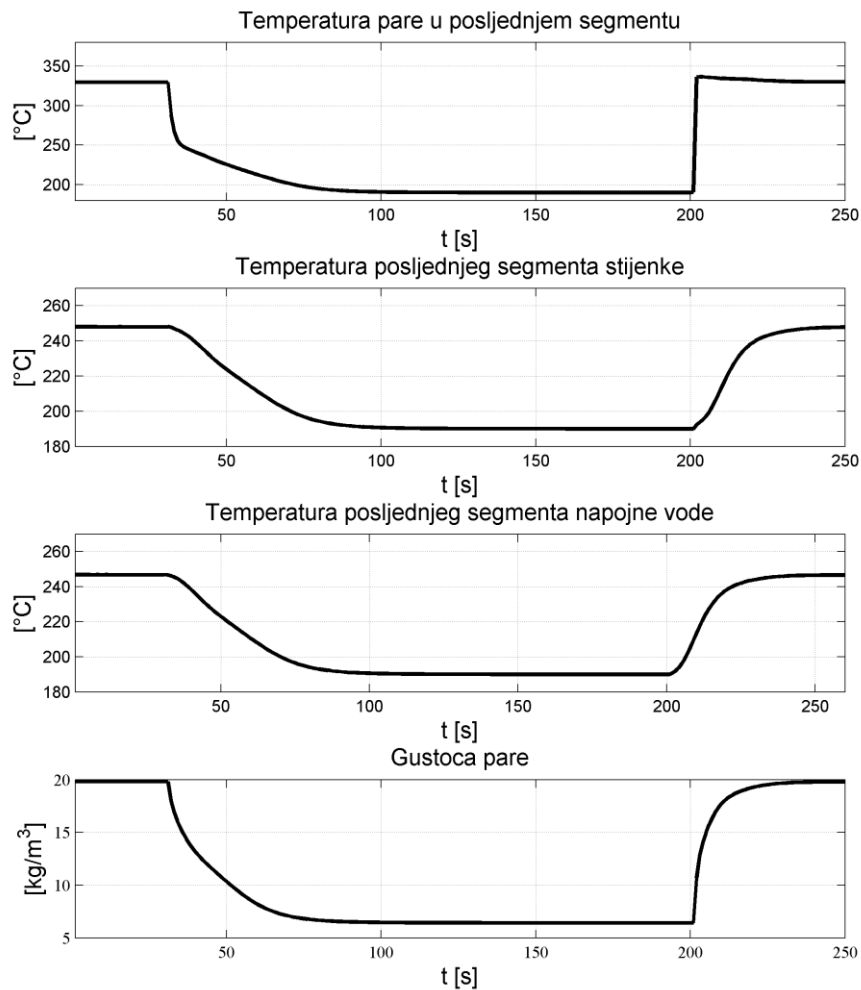 Temperatura pare u posljednjem segmentu
350
300
250
200
[°C]
50 100 150 200 250
t [s]
Temperatura posljednjeg segmenta stijenke
260
240
220
200
180
[°C]
50 100 150 200 250
t [s]
Temperatura posljednjeg segmenta napojne vode
260
240
220
200
180
[°C]
50 100 150 200 250
t [s]
Gustoca pare
20
15
10
5
[kg/m³]
50 100 150 200 250
t [s]